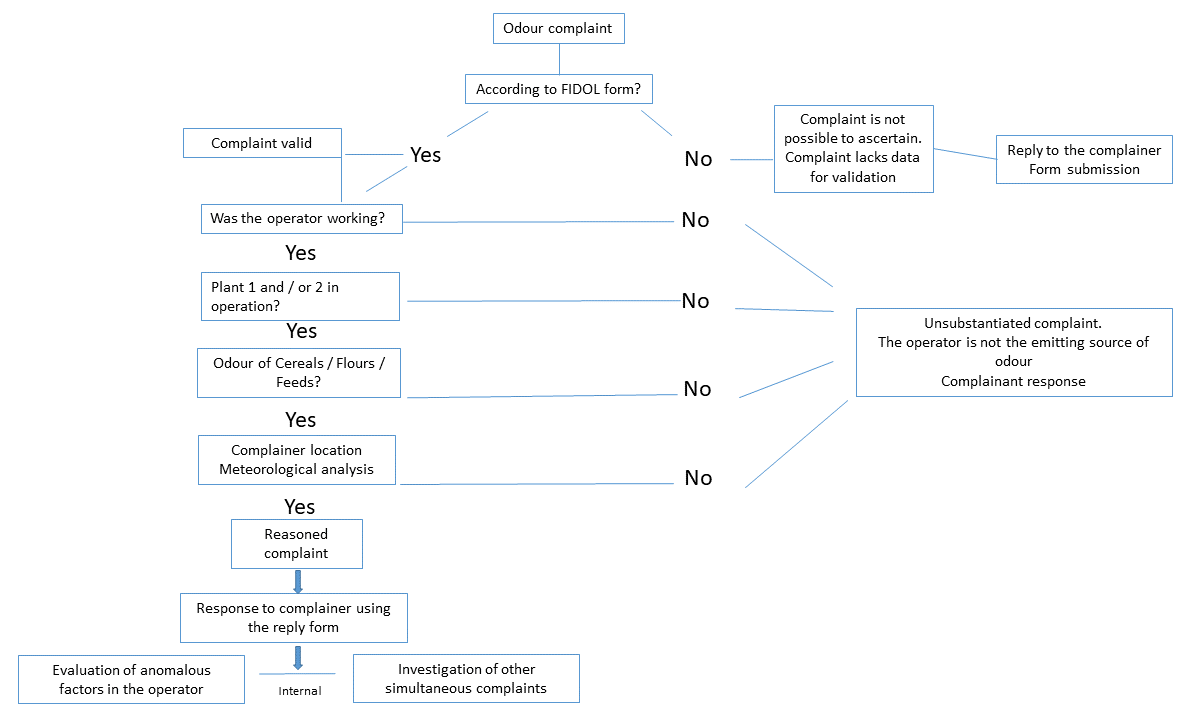 Odour complaint
According to FIDOL form?
Complaint valid
Yes
No
Complaint is not
possible to ascertain.
Complaint lacks data
for validation
Reply to the complainer
Form submission
Was the operator working?
No
Yes
Plant 1 and / or 2 in
operation?
No
Yes
Unsubstantiated complaint.
The operator is not the emitting source of
odour
Complainant response
Odour of Cereals / Flours /
Feeds?
No
Yes
Complainer location
Meteorological analysis
No
Yes
Reasoned
complaint
Response to complainer using
the reply form
Evaluation of anomalous
factors in the operator
Internal
Investigation of other
simultaneous complaints